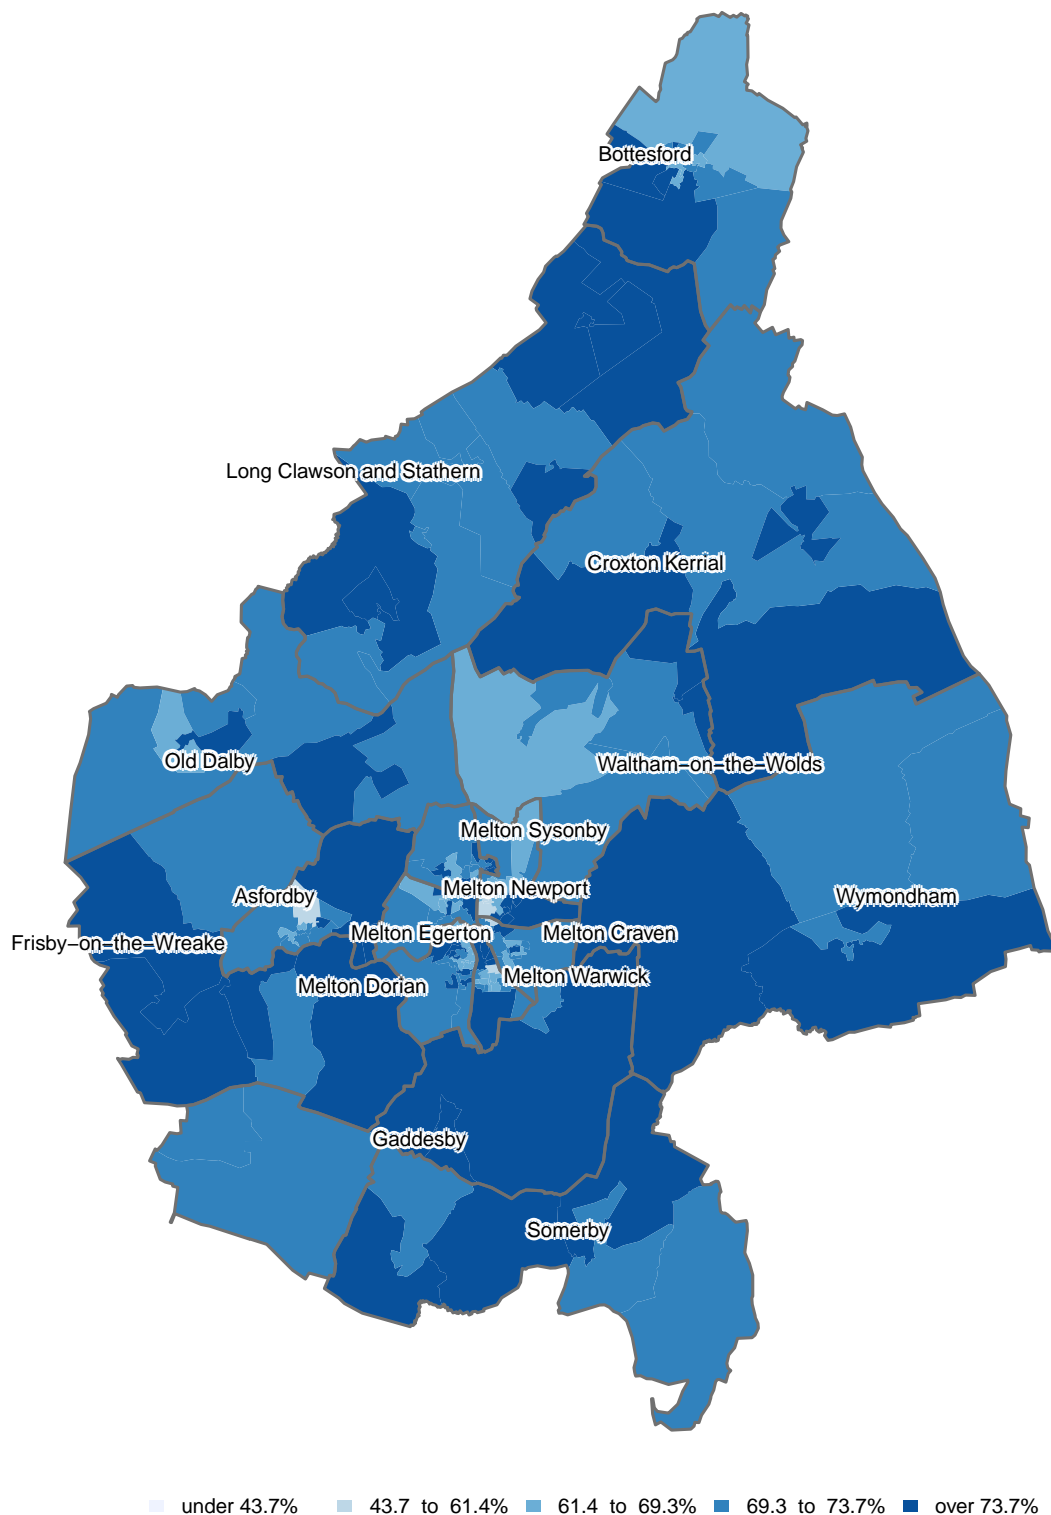 Bottesford
Long Clawson and Stathern
Croxton Kerrial
Old Dalby
Waltham−on−the−Wolds
Melton Sysonby
Melton Newport
Asfordby
Wymondham
Melton Egerton
Melton Craven
Frisby−on−the−Wreake
Melton Warwick
Melton Dorian
Gaddesby
Somerby
under 43.7% 43.7 to 61.4% 61.4 to 69.3% 69.3 to 73.7% over 73.7%